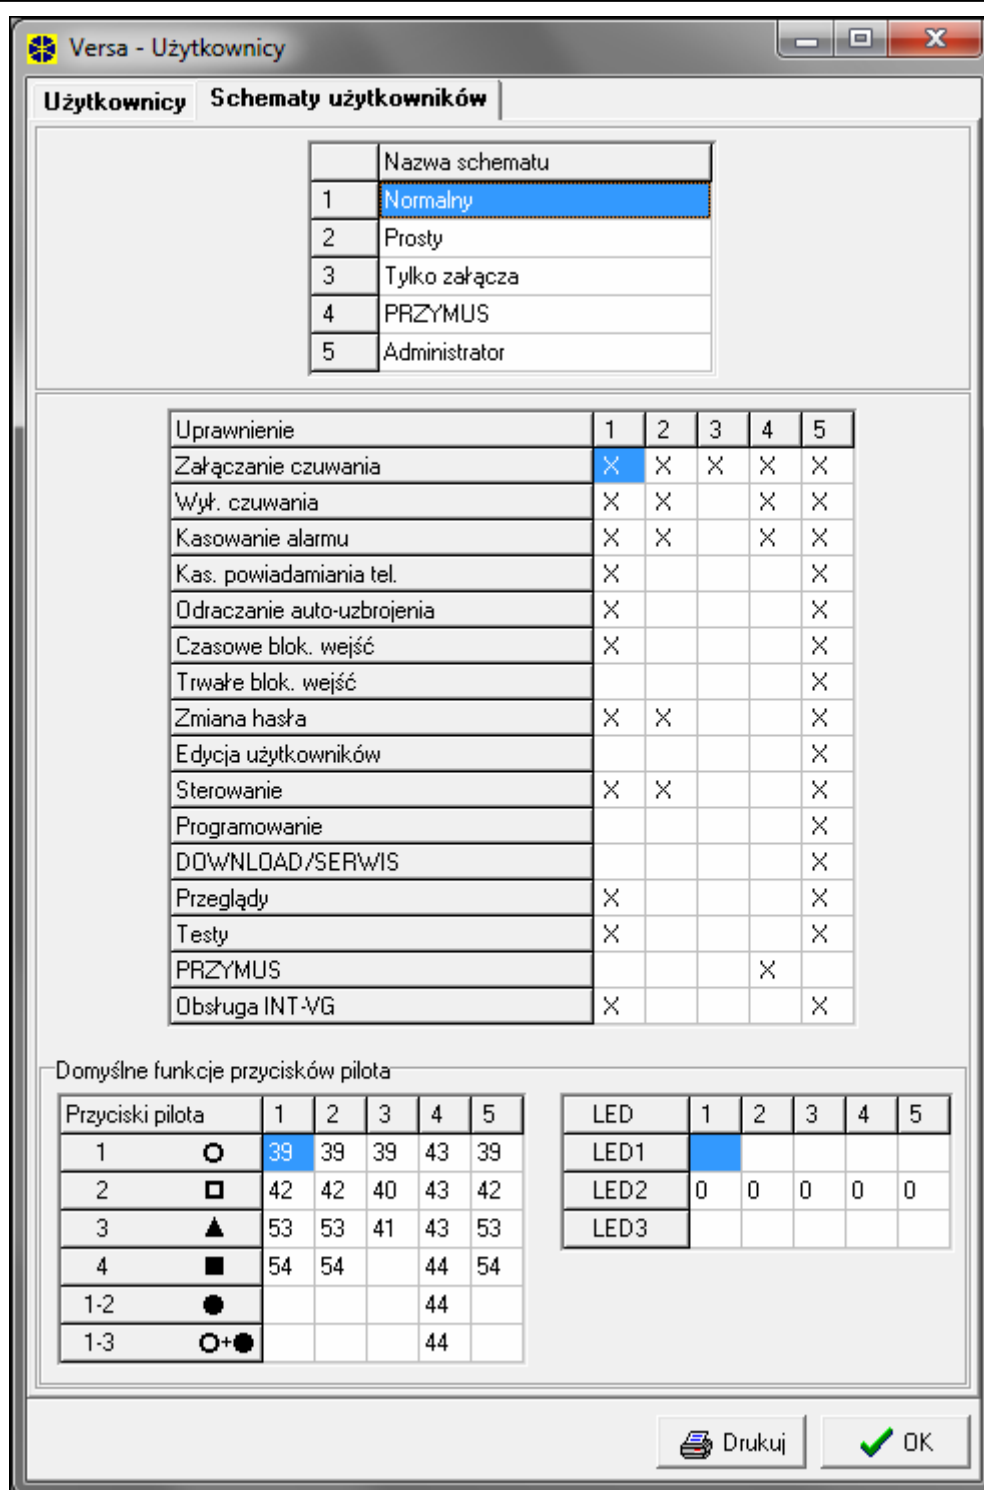 Versa - Użytkownicy
Użytkownicy Schematy użytkowników
Nazwa schematu
1 Normalny
2 Prosty
3 Tylko załącza
4 PRZYMUS
5 Administrator
Uprawnienie 1 2 3 4 5
Załączanie czuwania X X X X X
Wył. czuwania X X X X
Kasowanie alarmu X X X X
Kas. powiadamiania tel. X X
Odraczanie auto-uzbrojenia X X
Czasowe blok. wejść X X
Trwałe blok. wejść X
Zmiana hasła X X X
Edycja użytkowników X
Sterowanie X X X
Programowanie X
DOWNLOAD/SERWIS X
Przeglądy X X
Testy X X
PRZYMUS X
Obsługa INT-VG X X
Domyślne funkcje przycisków pilota
Przyciski pilota 1 2 3 4 5
1 39 39 39 43 39
2 42 42 40 43 42
3 53 53 41 43 53
4 54 54 44 54
1-2 44
1-3 + 44
LED 1 2 3 4 5
LED1
LED2 0 0 0 0 0
LED3
Drukuj OK